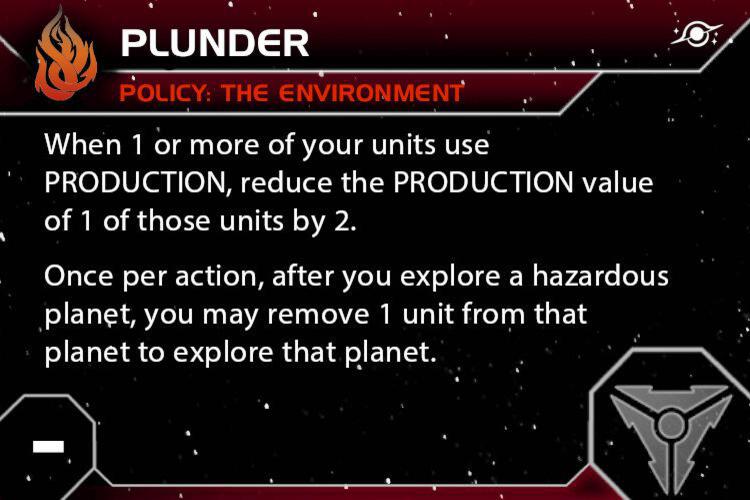 PLUNDER
POLICY: THE ENVIRONMENT
When 1 or more of your units use
PRODUCTION, reduce the PRODUCTION value
of 1 of those units by 2.
Once per action, after you explore a hazardous
planet, you may remove 1 unit from that
planet to explore that planet.